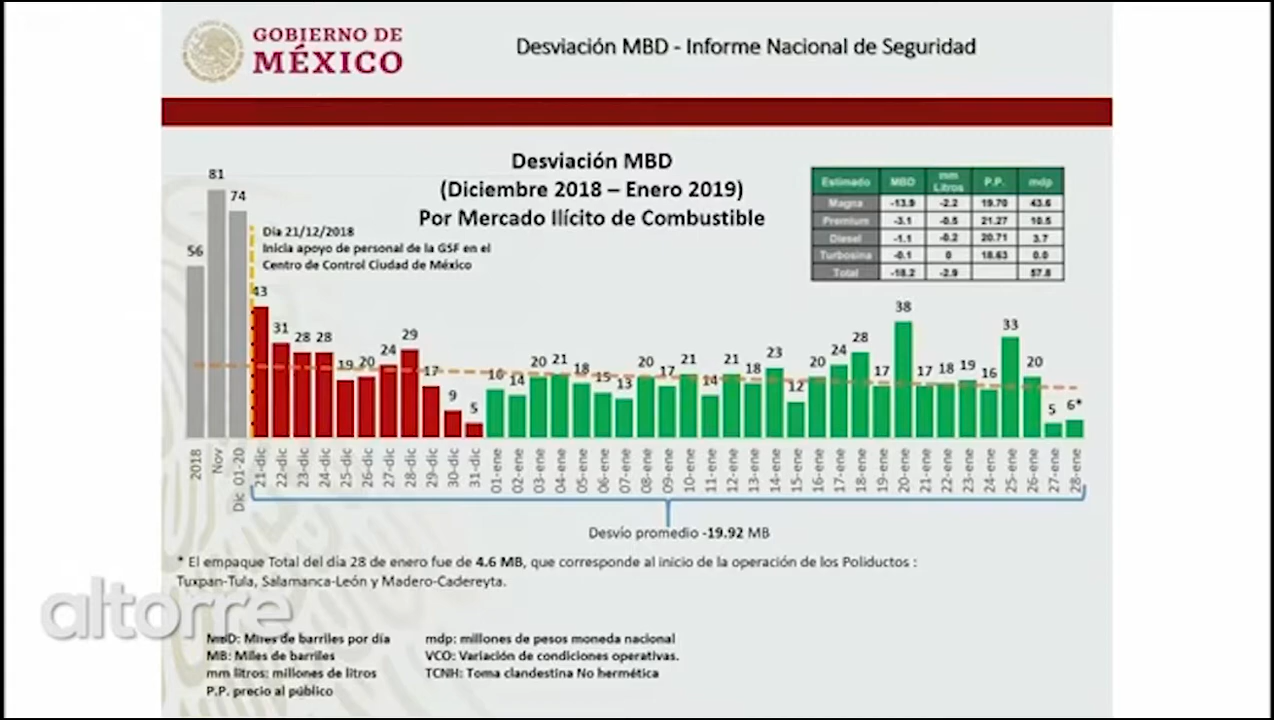 GOBIERNO DE
MÉXICO
Desviación MBD - Informe Nacional de Seguridad
Desviación MBD
(Diciembre 2018 – Enero 2019)
Por Mercado Ilícito de Combustible
Día 21/12/2018
Inicia apoyo de personal de la GSF en el
Centro de Control Ciudad de México
Estimado MBD mm Litros P.P. mdp
Magna -13.9 -2.2 19.70 43.6
Premium -3.1 -0.5 21.27 10.5
Diesel -1.1 -0.2 20.71 3.7
Turbosina -0.1 0 18.63 0.0
Total -18.2 -2.9 57.8
56 81 74 43 31 28 28 19 20 24 29 17 9 5 16 14 20 21 18 15 13 20 17 21 14 21 18 23 12 20 24 28 17 38 17 18 19 16 33 20 5 6*
2018 Nov Dic 01-20 21-dic 22-dic 23-dic 24-dic 25-dic 26-dic 27-dic 28-dic 29-dic 30-dic 31-dic 01-ene 02-ene 03-ene 04-ene 05-ene 06-ene 07-ene 08-ene 09-ene 10-ene 11-ene 12-ene 13-ene 14-ene 15-ene 16-ene 17-ene 18-ene 19-ene 20-ene 21-ene 22-ene 23-ene 24-ene 25-ene 26-ene 27-ene 28-ene
Desvío promedio -19.92 MB
* El empaque Total del día 28 de enero fue de 4.6 MB, que corresponde al inicio de la operación de los Poliductos :
Tuxpan-Tula, Salamanca-León y Madero-Cadereyta.
altorre
MBD: Miles de barriles por día
MB: Miles de barriles
mm litros: millones de litros
P.P. precio al público
mdp: millones de pesos moneda nacional
VCO: Variación de condiciones operativas.
TCNH: Toma clandestina No hermética